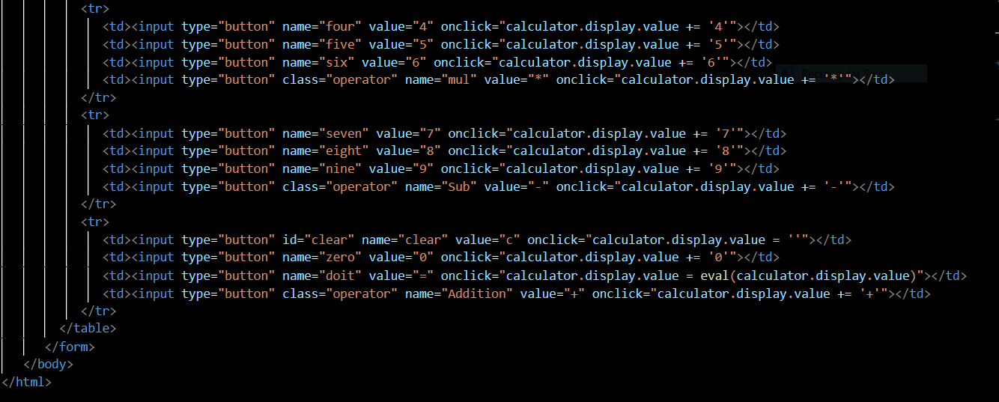 <tr>
<td><input type="button" name="four" value="4" onclick="calculator.display.value += '4'"></td>
<td><input type="button" name="five" value="5" onclick="calculator.display.value += '5'"></td>
<td><input type="button" name="six" value="6" onclick="calculator.display.value += '6'"></td>
<td><input type="button" class="operator" name="mul" value="*" onclick="calculator.display.value += '*'"></td>
</tr>
<tr>
<td><input type="button" name="seven" value="7" onclick="calculator.display.value += '7'"></td>
<td><input type="button" name="eight" value="8" onclick="calculator.display.value += '8'"></td>
<td><input type="button" name="nine" value="9" onclick="calculator.display.value += '9'"></td>
<td><input type="button" class="operator" name="Sub" value="-" onclick="calculator.display.value += '-'"></td>
</tr>
<tr>
<td><input type="button" id="clear" name="clear" value="c" onclick="calculator.display.value = ''"></td>
<td><input type="button" name="zero" value="0" onclick="calculator.display.value += '0'"></td>
<td><input type="button" name="doit" value="=" onclick="calculator.display.value = eval(calculator.display.value)"></td>
<td><input type="button" class="operator" name="Addition" value="+" onclick="calculator.display.value += '+'"></td>
</tr>
</table>
</form>
</body>
</html>